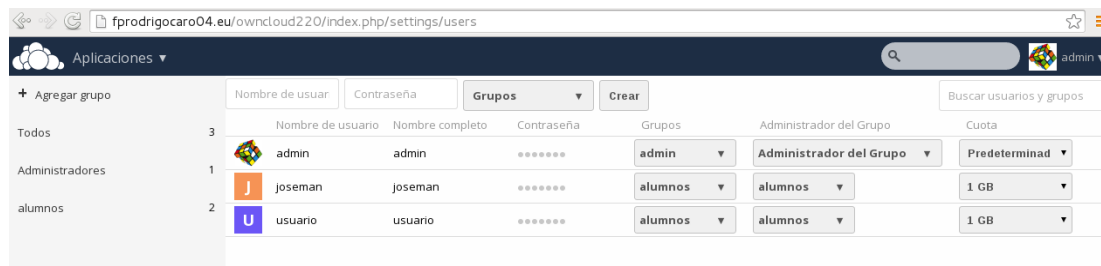 fprodrigocaro04.eu/owncloud220/index.php/settings/users
Aplicaciones ▾ admin
+ Agregar grupo
Nombre de usuar Contraseña Grupos Crear Buscar usuarios y grupos
Todos 3
Nombre de usuario Nombre completo Contraseña Grupos Administrador del Grupo Cuota
admin admin ●●●●●●● admin Administrador del Grupo Predeterminad
Administradores 1
J joseman joseman ●●●●●●● alumnos alumnos 1 GB
alumnos 2
U usuario usuario ●●●●●●● alumnos alumnos 1 GB